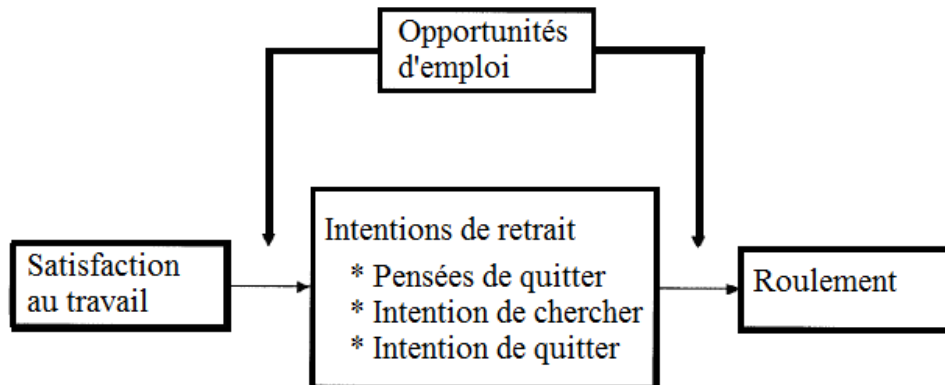 Opportunités
d'emploi
Intentions de retrait
* Pensées de quitter
* Intention de chercher
* Intention de quitter
Satisfaction
au travail
Roulement